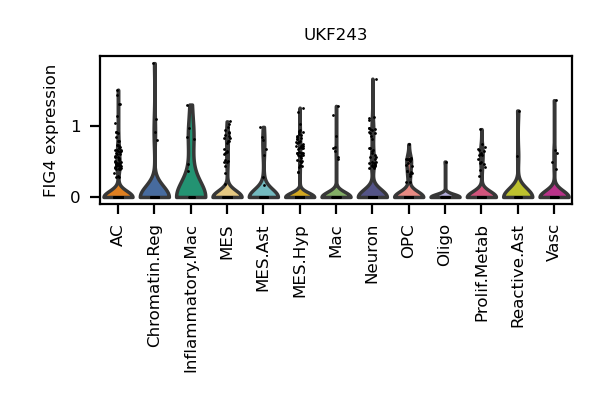 UKF243
FIG4 expression
1
0
AC
Chromatin.Reg
Inflammatory.Mac
MES
MES.Ast
MES.Hyp
Mac
Neuron
OPC
Oligo
Prolif.Metab
Reactive.Ast
Vasc